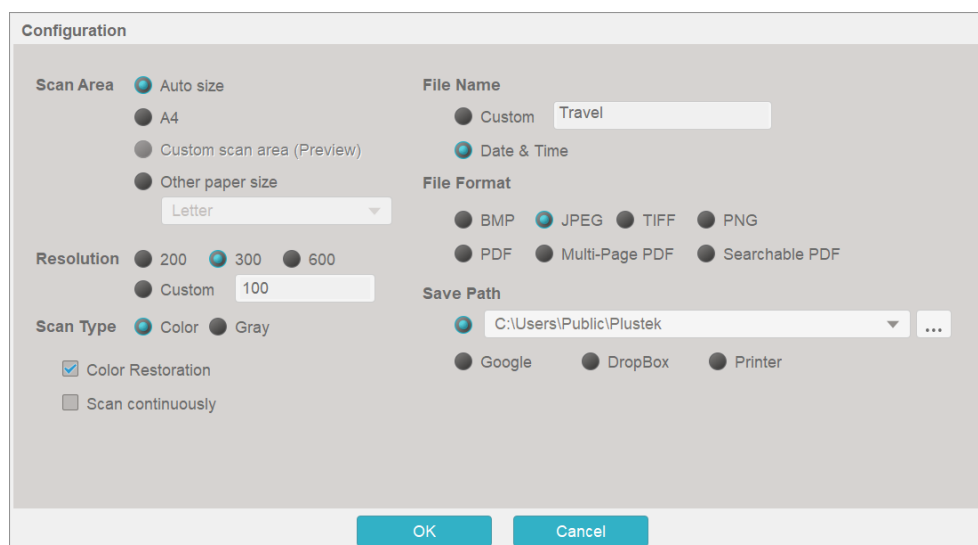 Configuration
Scan Area
Auto size
A4
Custom scan area (Preview)
Other paper size
Letter
Resolution
200 300 600
Custom 100
Scan Type
Color Gray
Color Restoration
Scan continuously
File Name
Custom Travel
Date & Time
File Format
BMP JPEG TIFF PNG
PDF Multi-Page PDF Searchable PDF
Save Path
C:\Users\Public\Plustek ...
Google DropBox Printer
OK Cancel